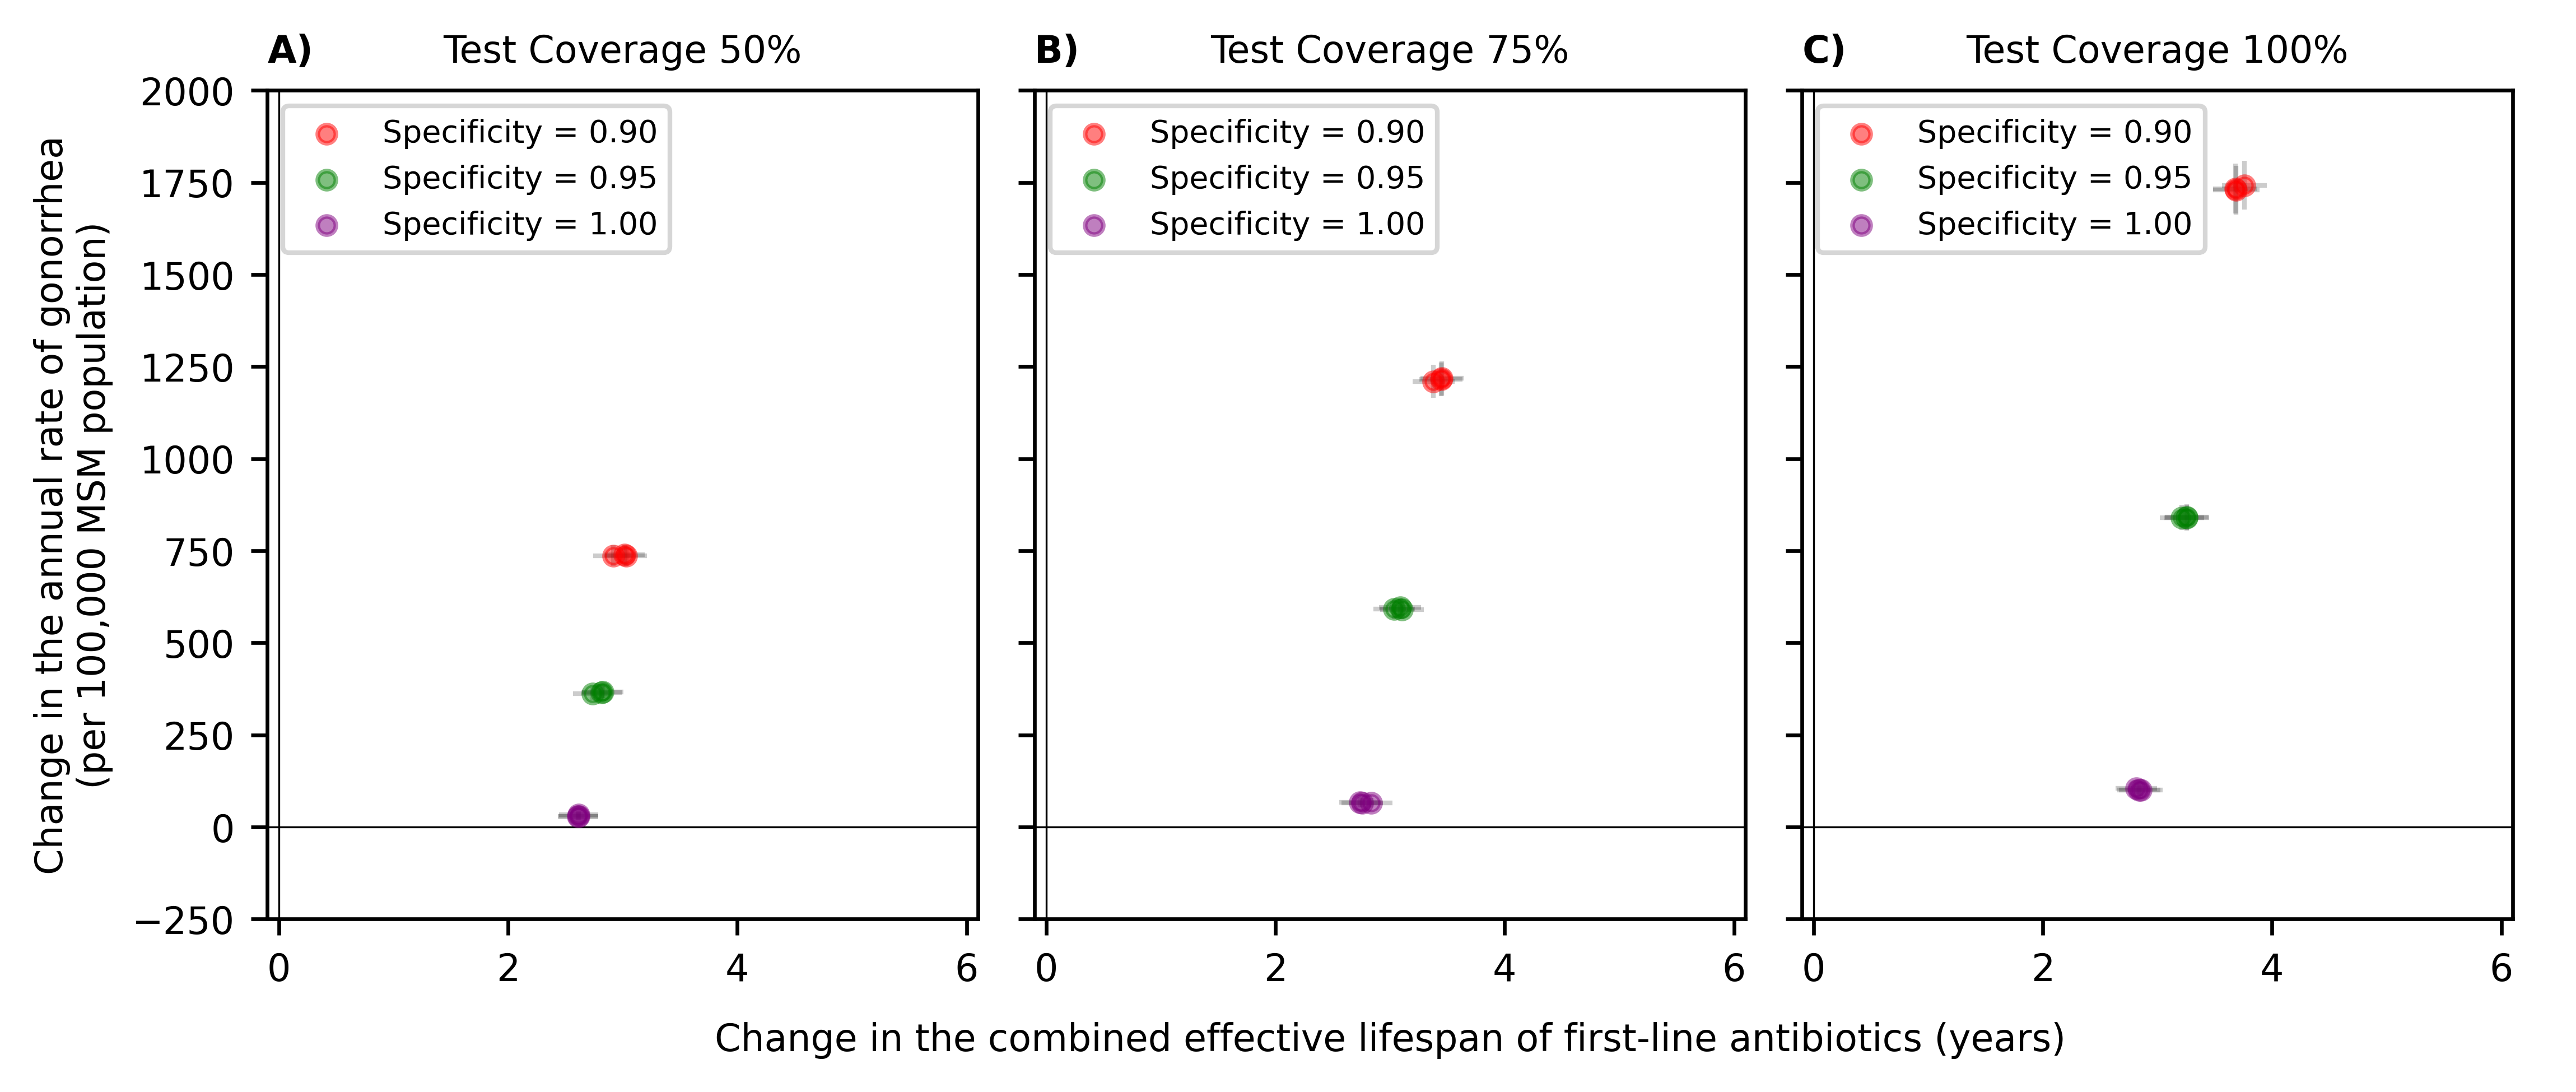 A) Test Coverage 50%
B) Test Coverage 75%
C) Test Coverage 100%
Change in the annual rate of gonorrhea
(per 100,000 MSM population)
2000
1750
1500
1250
1000
750
500
250
0
−250
Specificity = 0.90
Specificity = 0.95
Specificity = 1.00
Specificity = 0.90
Specificity = 0.95
Specificity = 1.00
Specificity = 0.90
Specificity = 0.95
Specificity = 1.00
0 2 4 6
0 2 4 6
0 2 4 6
Change in the combined effective lifespan of first-line antibiotics (years)